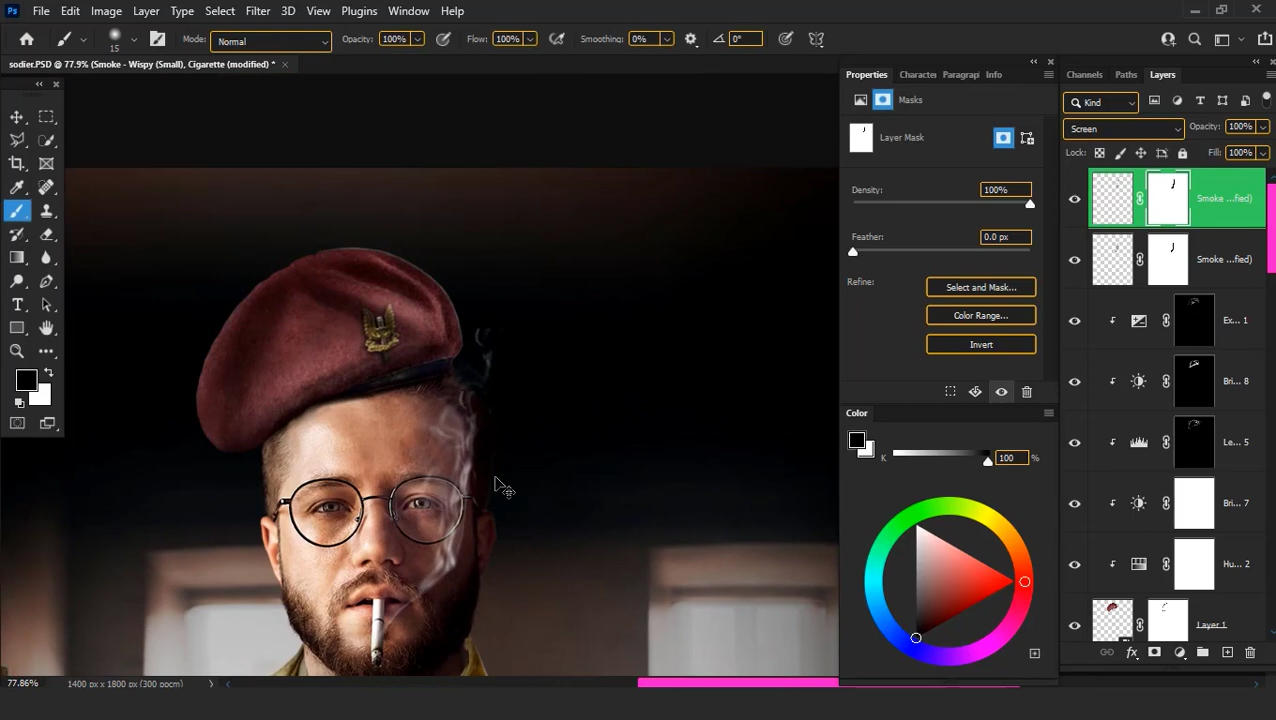 Ps File Edit Image Layer Type Select Filter 3D View Plugins Window Help
15 Mode: Normal Opacity: 100% Flow: 100% Smoothing: 0% 0°
sodier.PSD @ 77.9% (Smoke - Wispy (Small), Cigarette (modified) *
Properties Character Paragrap Info
Channels Paths Layers
Masks
Kind
Layer Mask
Screen Opacity: 100%
Lock: Fill: 100%
Density: 100%
Feather: 0.0 px
Refine: Select and Mask...
Color Range...
Invert
Smoke ...fied)
Smoke ...fied)
Ex... 1
Bri... 8
Le... 5
Bri... 7
Hu... 2
Layer 1
Color
K 100 %
T
77.86% 1400 px x 1800 px (300 ppcm)